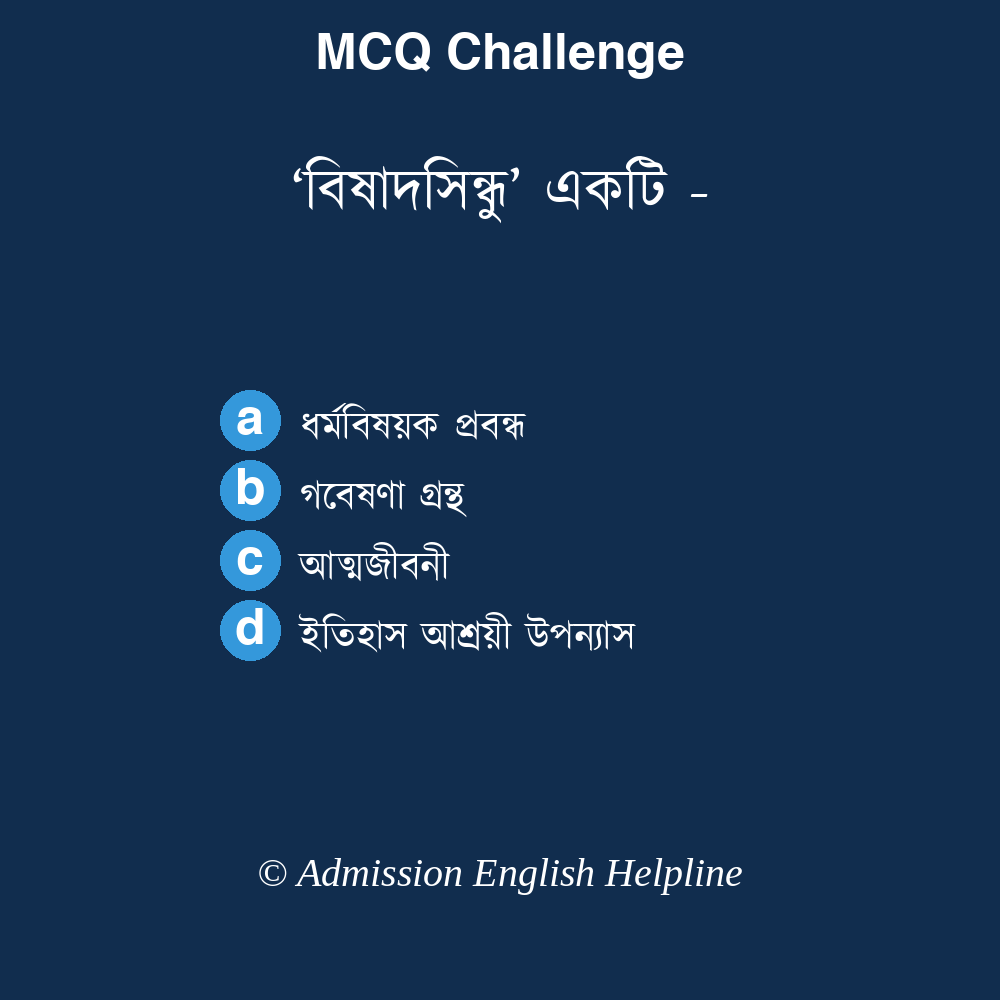 MCQ Challenge
‘বিষাদসিন্ধু’ একটি -
a ধর্মবিষয়ক প্রবন্ধ
b গবেষণা গ্রন্থ
c আত্মজীবনী
d ইতিহাস আশ্রয়ী উপন্যাস
© Admission English Helpline